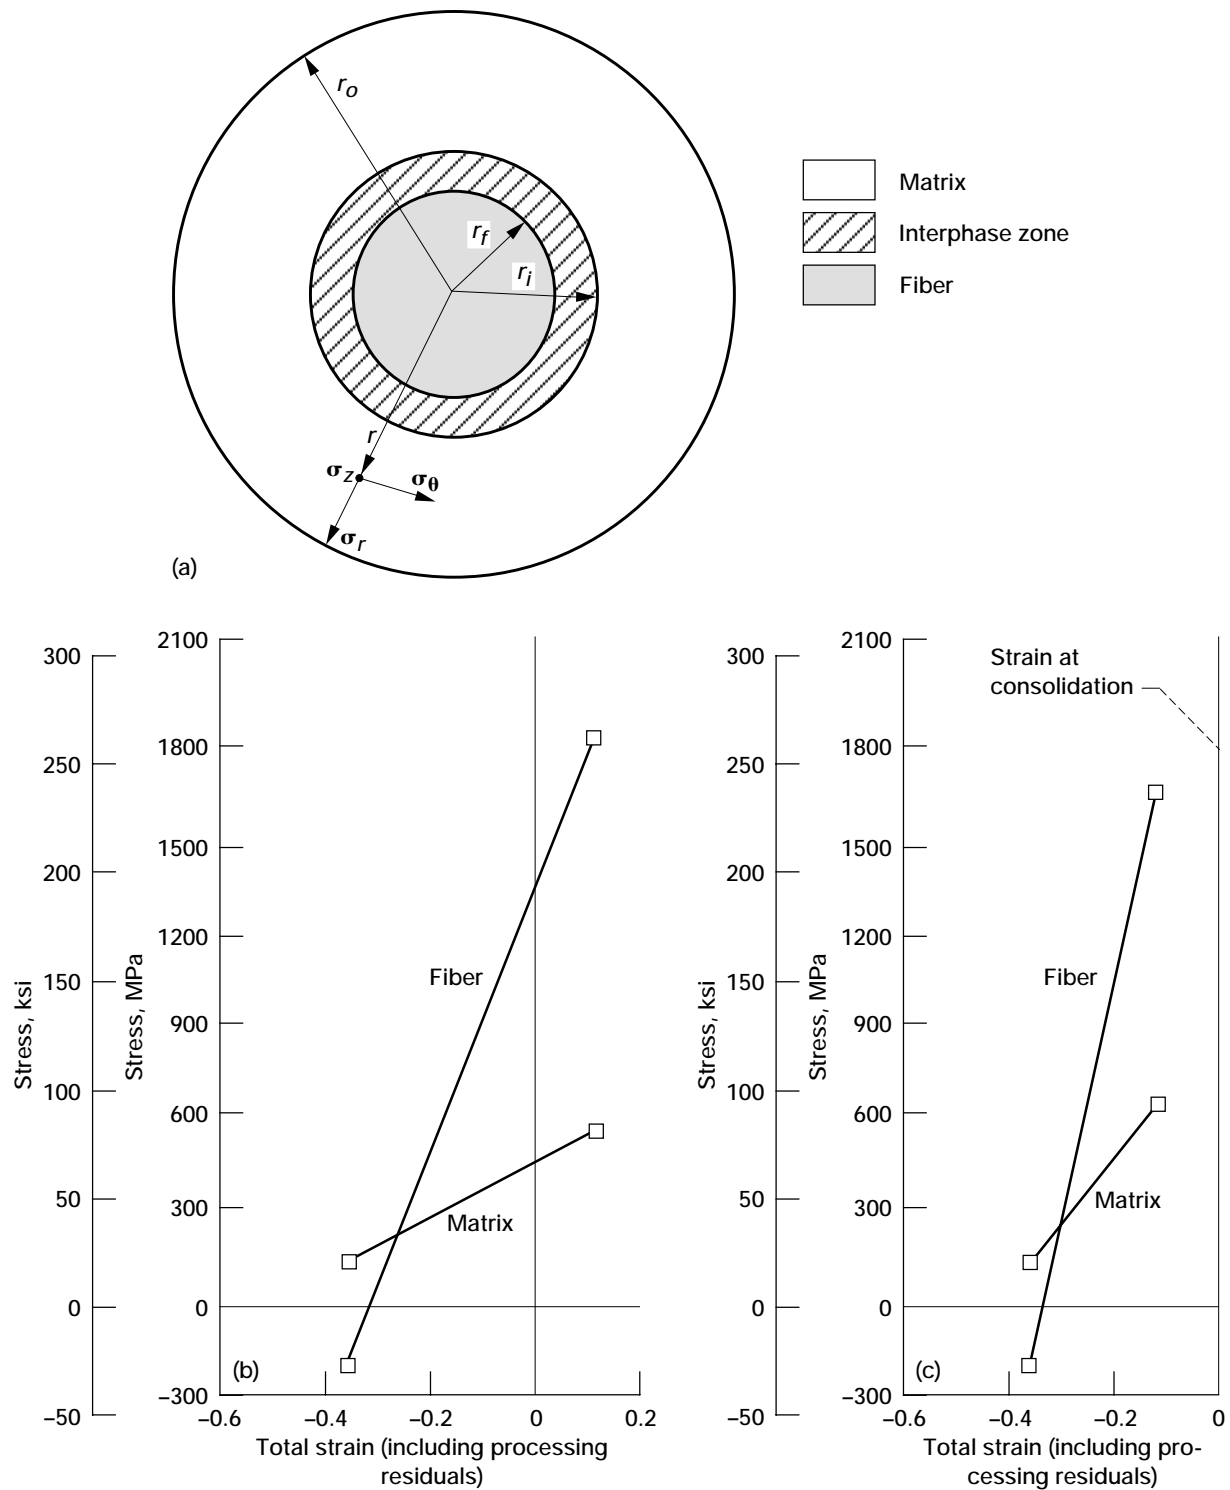 r_o
r_f
r_i
r
σ_z
σ_θ
σ_r
(a)
Matrix
Interphase zone
Fiber
Stress, ksi
300
250
200
150
100
50
0
−50
Stress, MPa
2100
1800
1500
1200
900
600
300
0
−300
Fiber
Matrix
(b)
−0.6
−0.4
−0.2
0
0.2
Total strain (including processing
residuals)
Stress, ksi
300
250
200
150
100
50
0
−50
Stress, MPa
2100
1800
1500
1200
900
600
300
0
−300
Strain at
consolidation
Fiber
Matrix
(c)
−0.6
−0.4
−0.2
0
Total strain (including pro-
cessing residuals)